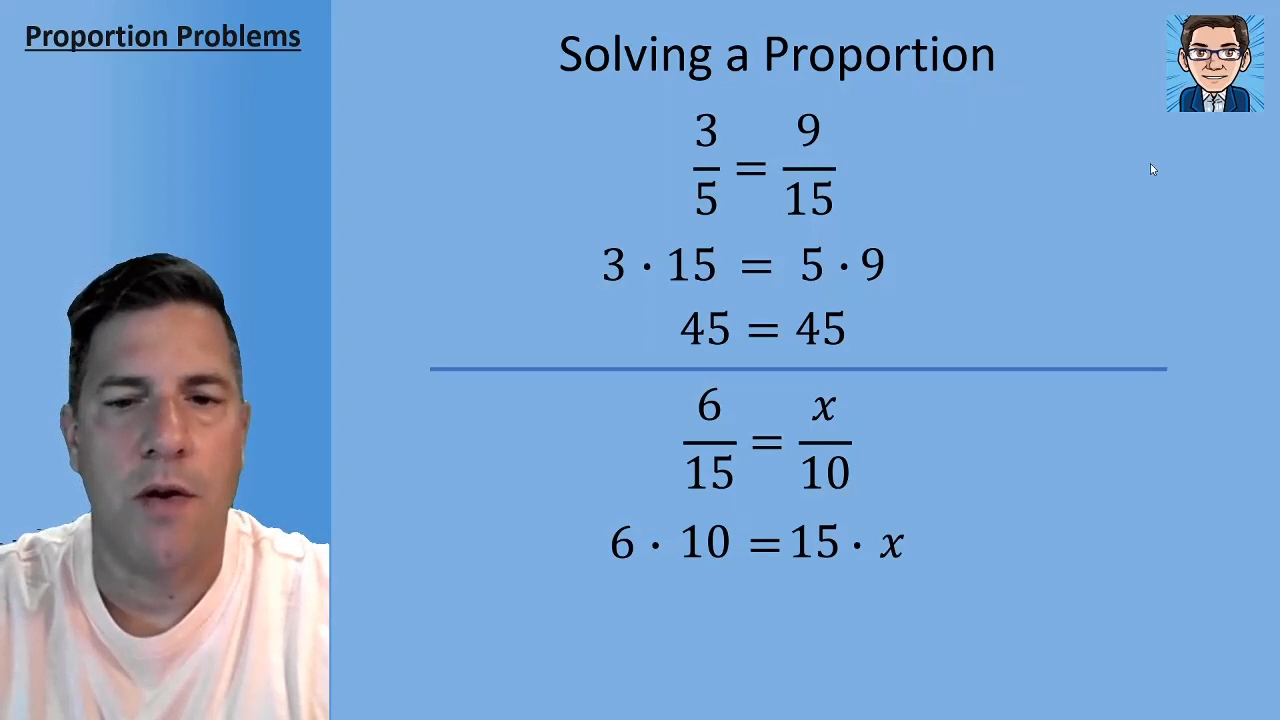 Proportion Problems
Solving a Proportion
3/5 = 9/15
3 · 15 = 5 · 9
45 = 45
6/15 = x/10
6 · 10 = 15 · x